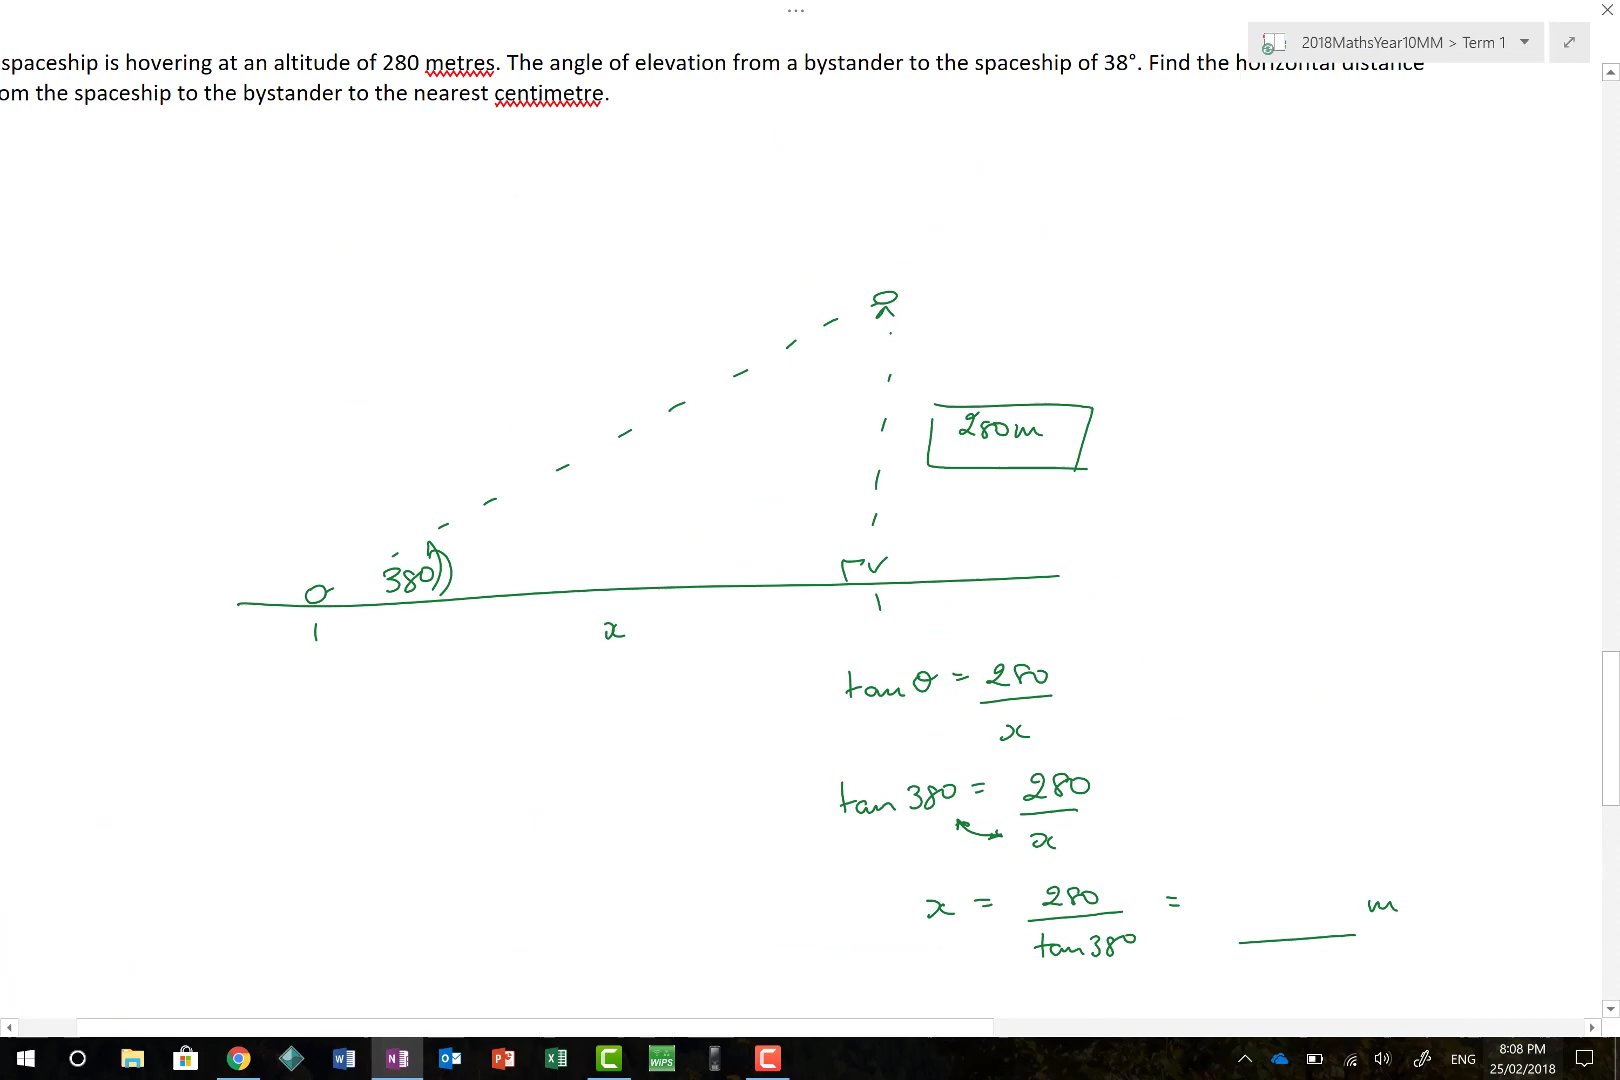 2018MathsYear10MM > Term 1
spaceship is hovering at an altitude of 280 metres. The angle of elevation from a bystander to the spaceship of 38°. Find the horizontal distance
om the spaceship to the bystander to the nearest centimetre.
280m
38°
x
tan θ = 280
x
tan 38° = 280
x
x = 280 = m
tan 38°
WiPS
ENG
8:08 PM
25/02/2018